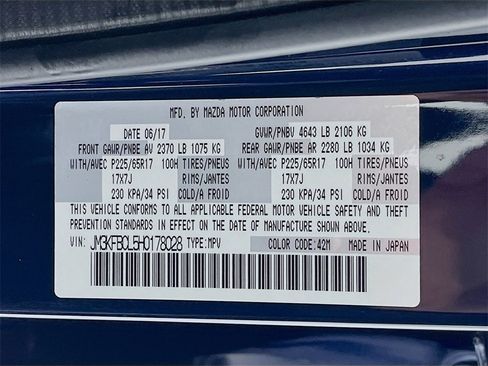 MFD. BY MAZDA MOTOR CORPORATION
DATE 06/17 GVWR/PNBV 4643 LB 2106 KG
FRONT GAWR/PNBE AV 2370 LB 1075 KG REAR GAWR/PNBE AR 2280 LB 1034 KG
WITH/AVEC P225/65R17 100H TIRES/PNEUS WITH/AVEC P225/65R17 100H TIRES/PNEUS
17X7J RIMS/JANTES 17X7J RIMS/JANTES
230 KPA/34 PSI COLD/A FROID 230 KPA/34 PSI COLD/A FROID
THIS VEHICLE CONFORMS TO ALL APPLICABLE FEDERAL MOTOR VEHICLE SAFETY AND THEFT
PREVENTION STANDARDS IN EFFECT ON THE DATE OF MANUFACTURE SHOWN ABOVE.
VIN: JM3KFBCL5H0178028 TYPE:MPV COLOR CODE:42M MADE IN JAPAN